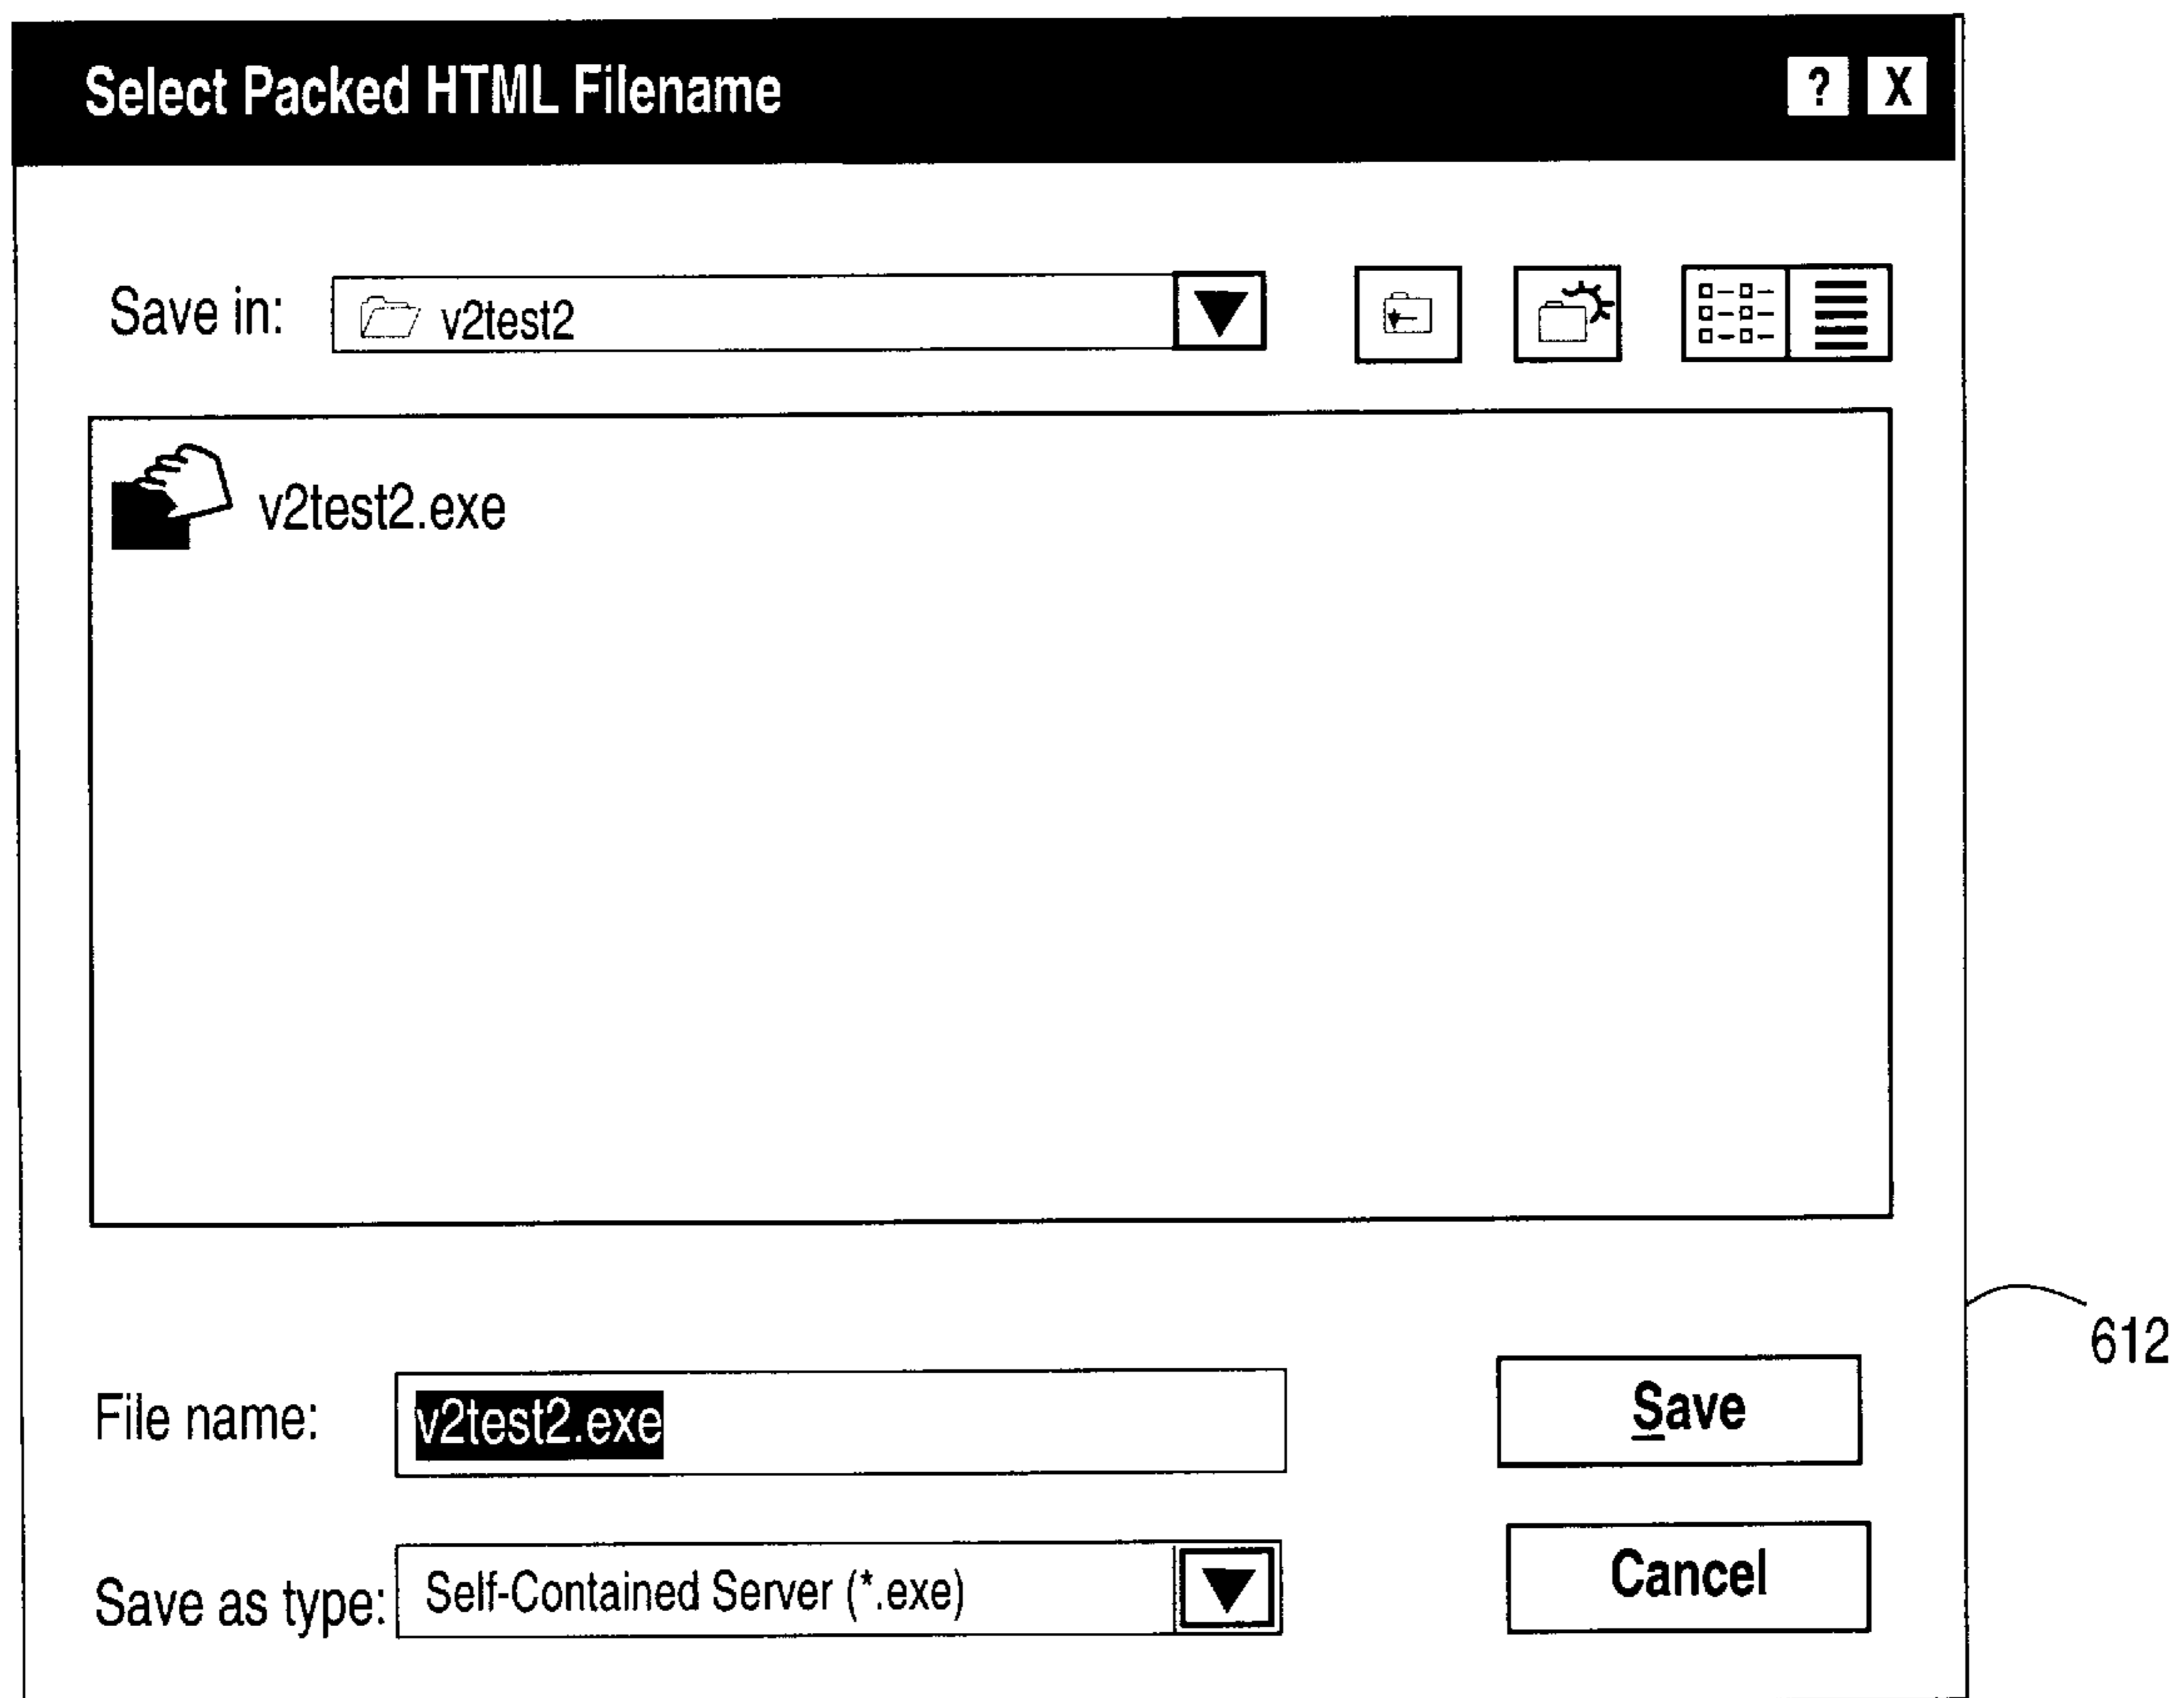 Select Packed HTML Filename ? X
Save in: v2test2
v2test2.exe
612
File name: v2test2.exe Save
Save as type: Self-Contained Server (*.exe) Cancel